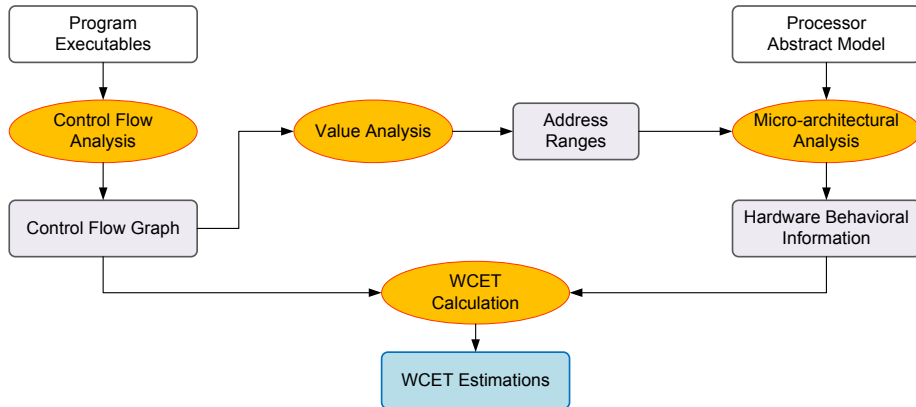 Program
Executables
Processor
Abstract Model
Control Flow
Analysis
Value Analysis
Address
Ranges
Micro-architectural
Analysis
Control Flow Graph
Hardware Behavioral
Information
WCET
Calculation
WCET Estimations